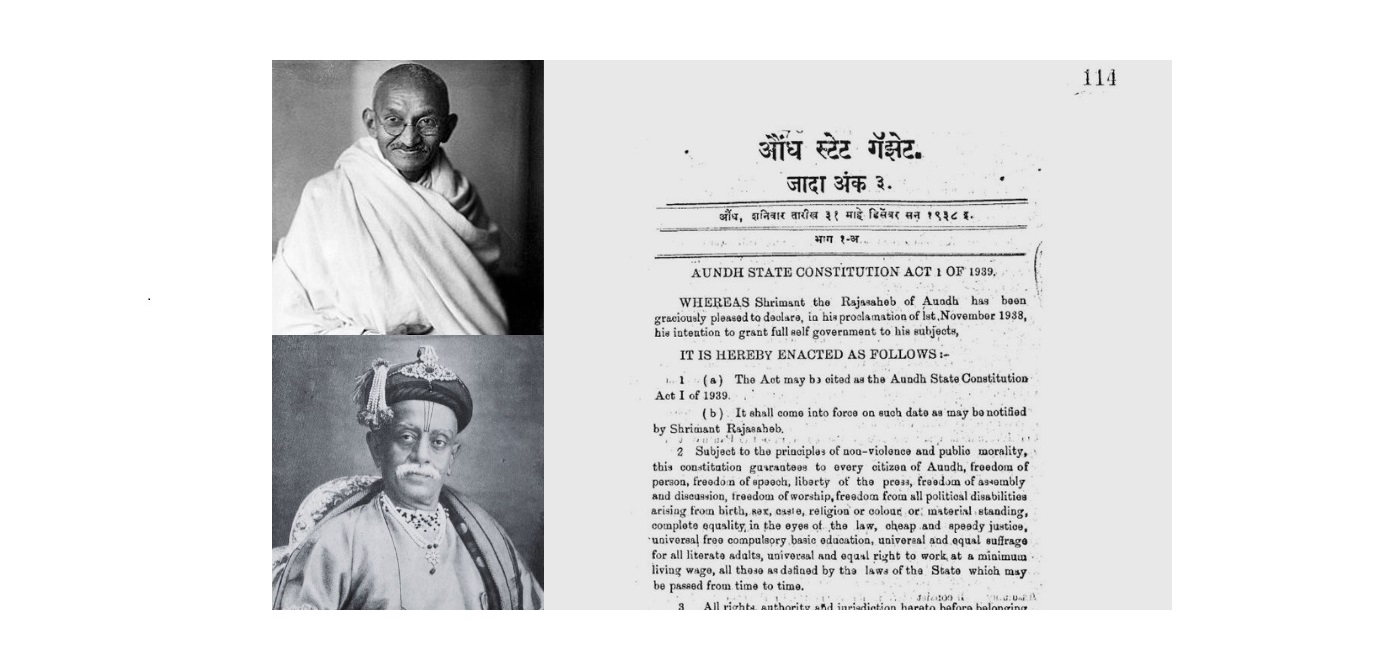 114
औंध स्टेट गॅझेट.
जादा अंक ३.
औंध, शनिवार तारीख ३१ माहे डिसेंबर सन १९३८ इ.
भाग १-अ
AUNDH STATE CONSTITUTION ACT 1 OF 1939.
WHEREAS Shrimant the Rajasaheb of Aundh has been
graciously pleased to declare, in his proclamation of 1st.November 1938,
his intention to grant full self government to his subjects,
IT IS HEREBY ENACTED AS FOLLOWS :-
1 (a) The Act may be cited as the Aundh State Constitution
Act I of 1939.
(b) It shall come into force on such date as may be notified
by Shrimant Rajasaheb.
2 Subject to the principles of non-violence and public morality,
this constitution guarantees to every citizen of Aundh, freedom of
person, freedom of speech, liberty of the press, freedom of assembly
and discussion, freedom of worship, freedom from all political disabilities
arising from birth, sex, caste, religion or colour or material standing,
complete equality in the eyes of the law, cheap and speedy justice,
universal free compulsory basic education, universal and equal suffrage
for all literate adults, universal and equal right to work at a minimum
living wage, all these as defined by the laws of the State which may
be passed from time to time.
3 All rights, authority and jurisdiction hereto before belonging